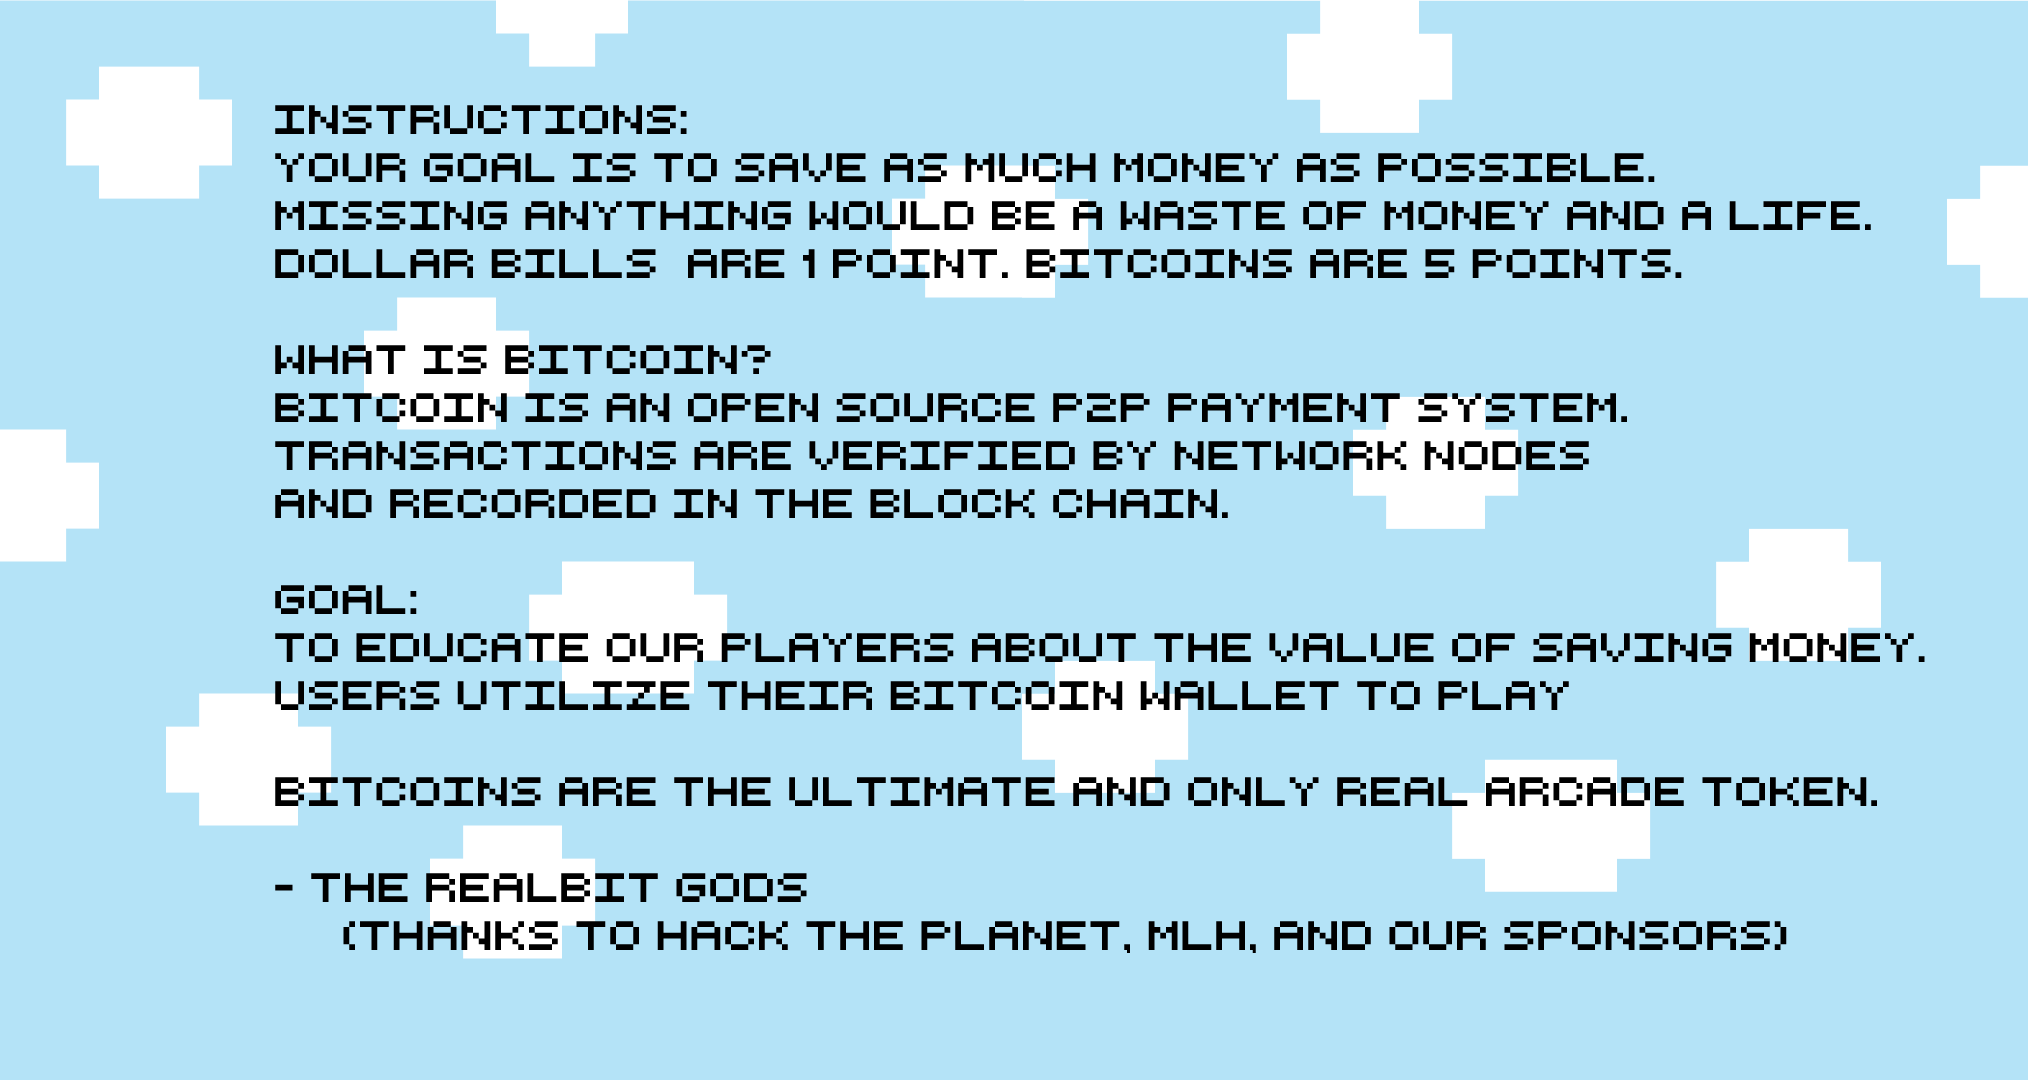 INSTRUCTIONS:
YOUR GOAL IS TO SAVE AS MUCH MONEY AS POSSIBLE.
MISSING ANYTHING WOULD BE A WASTE OF MONEY AND A LIFE.
DOLLAR BILLS  ARE 1 POINT. BITCOINS ARE 5 POINTS.
WHAT IS BITCOIN?
BITCOIN IS AN OPEN SOURCE P2P PAYMENT SYSTEM.
TRANSACTIONS ARE VERIFIED BY NETWORK NODES
AND RECORDED IN THE BLOCK CHAIN.
GOAL:
TO EDUCATE OUR PLAYERS ABOUT THE VALUE OF SAVING MONEY.
USERS UTILIZE THEIR BITCOIN WALLET TO PLAY
BITCOINS ARE THE ULTIMATE AND ONLY REAL ARCADE TOKEN.
- THE REALBIT GODS
(THANKS TO HACK THE PLANET, MLH, AND OUR SPONSORS)